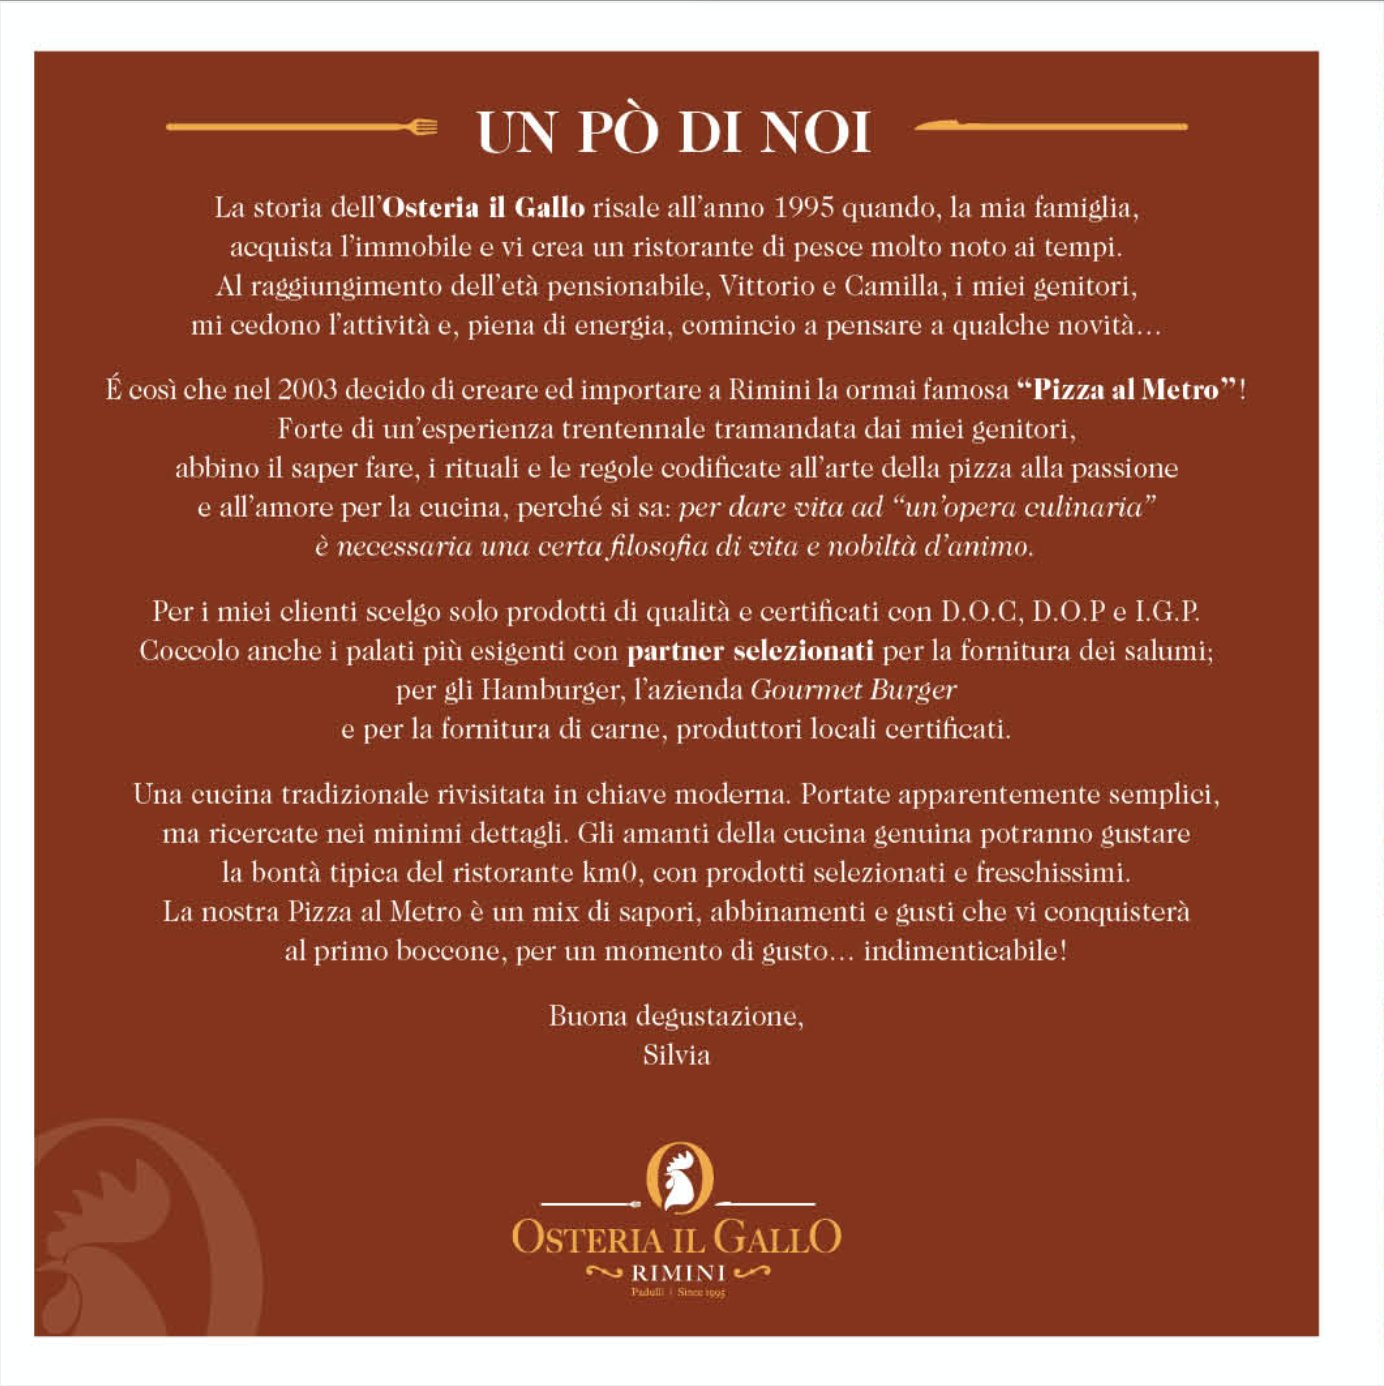 UN PÒ DI NOI
La storia dell’Osteria il Gallo risale all’anno 1995 quando, la mia famiglia,
acquista l’immobile e vi crea un ristorante di pesce molto noto ai tempi.
Al raggiungimento dell’età pensionabile, Vittorio e Camilla, i miei genitori,
mi cedono l’attività e, piena di energia, comincio a pensare a qualche novità…
É così che nel 2003 decido di creare ed importare a Rimini la ormai famosa “Pizza al Metro”!
Forte di un’esperienza trentennale tramandata dai miei genitori,
abbino il saper fare, i rituali e le regole codificate all’arte della pizza alla passione
e all’amore per la cucina, perché si sa: per dare vita ad “un’opera culinaria”
è necessaria una certa filosofia di vita e nobiltà d’animo.
Per i miei clienti scelgo solo prodotti di qualità e certificati con D.O.C, D.O.P e I.G.P.
Coccolo anche i palati più esigenti con partner selezionati per la fornitura dei salumi;
per gli Hamburger, l’azienda Gourmet Burger
e per la fornitura di carne, produttori locali certificati.
Una cucina tradizionale rivisitata in chiave moderna. Portate apparentemente semplici,
ma ricercate nei minimi dettagli. Gli amanti della cucina genuina potranno gustare
la bontà tipica del ristorante km0, con prodotti selezionati e freschissimi.
La nostra Pizza al Metro è un mix di sapori, abbinamenti e gusti che vi conquisterà
al primo boccone, per un momento di gusto… indimenticabile!
Buona degustazione,
Silvia
OSTERIA IL GALLO
RIMINI
Padulli | Since 1995